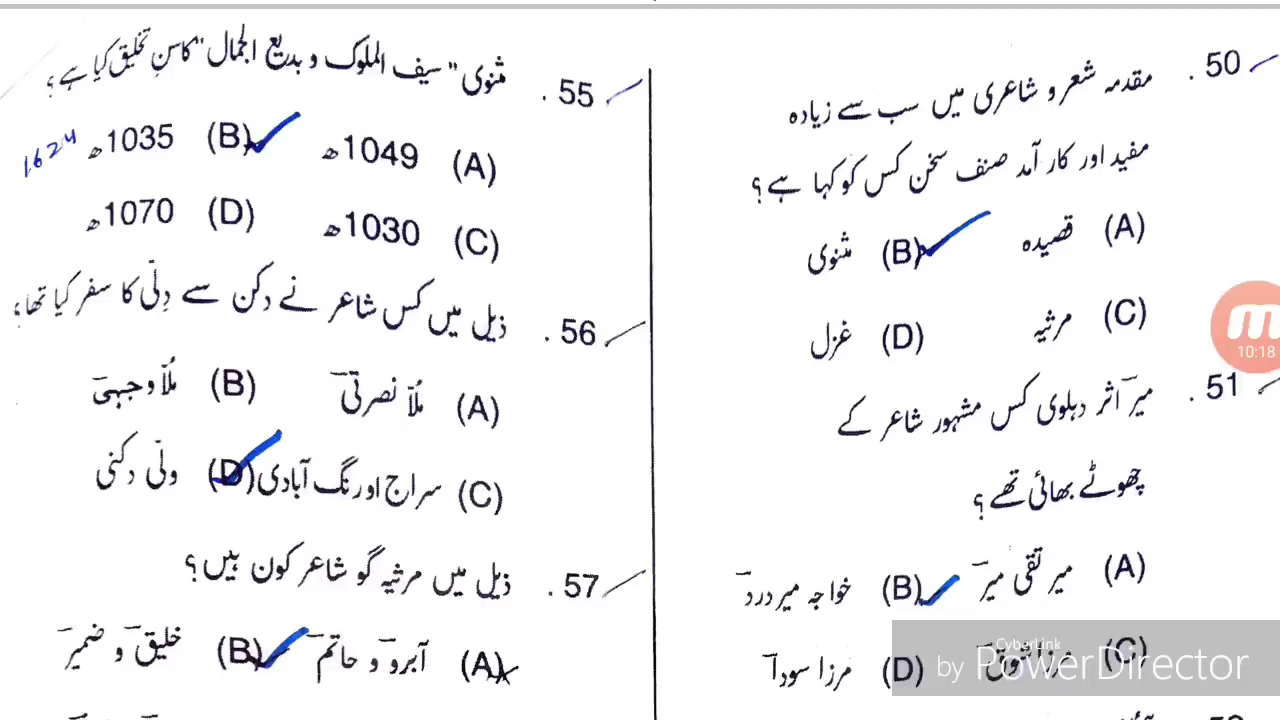 50. مقدمہ شعر و شاعری میں سب سے زیادہ
مفید اور کار آمد صنف سخن کس کو کہا ہے؟
(A) قصیدہ (B) مثنوی
(C) مرثیہ (D) غزل
51. میر اثر دہلوی کس مشہور شاعر کے
چھوٹے بھائی تھے؟
(A) میر تقی میر (B) خواجہ میر درد
(C) مرزا شوق (D) مرزا سودا
55. مثنوی "سیف الملوک و بدیع الجمال" کا سنِ تخلیق کیا ہے؟
(A) 1049ھ (B) 1035ھ 1624
(C) 1030ھ (D) 1070ھ
56. ذیل میں کس شاعر نے دکن سے دِلّی کا سفر کیا تھا؟
(A) مُلّا نصرتی (B) مُلّا وجہی
(C) سراج اورنگ آبادی (D) ولی دکنی
57. ذیل میں مرثیہ گو شاعر کون ہیں؟
(A) آبرو و حاتم (B) خلیق و ضمیر
10:18
CyberLink
by PowerDirector